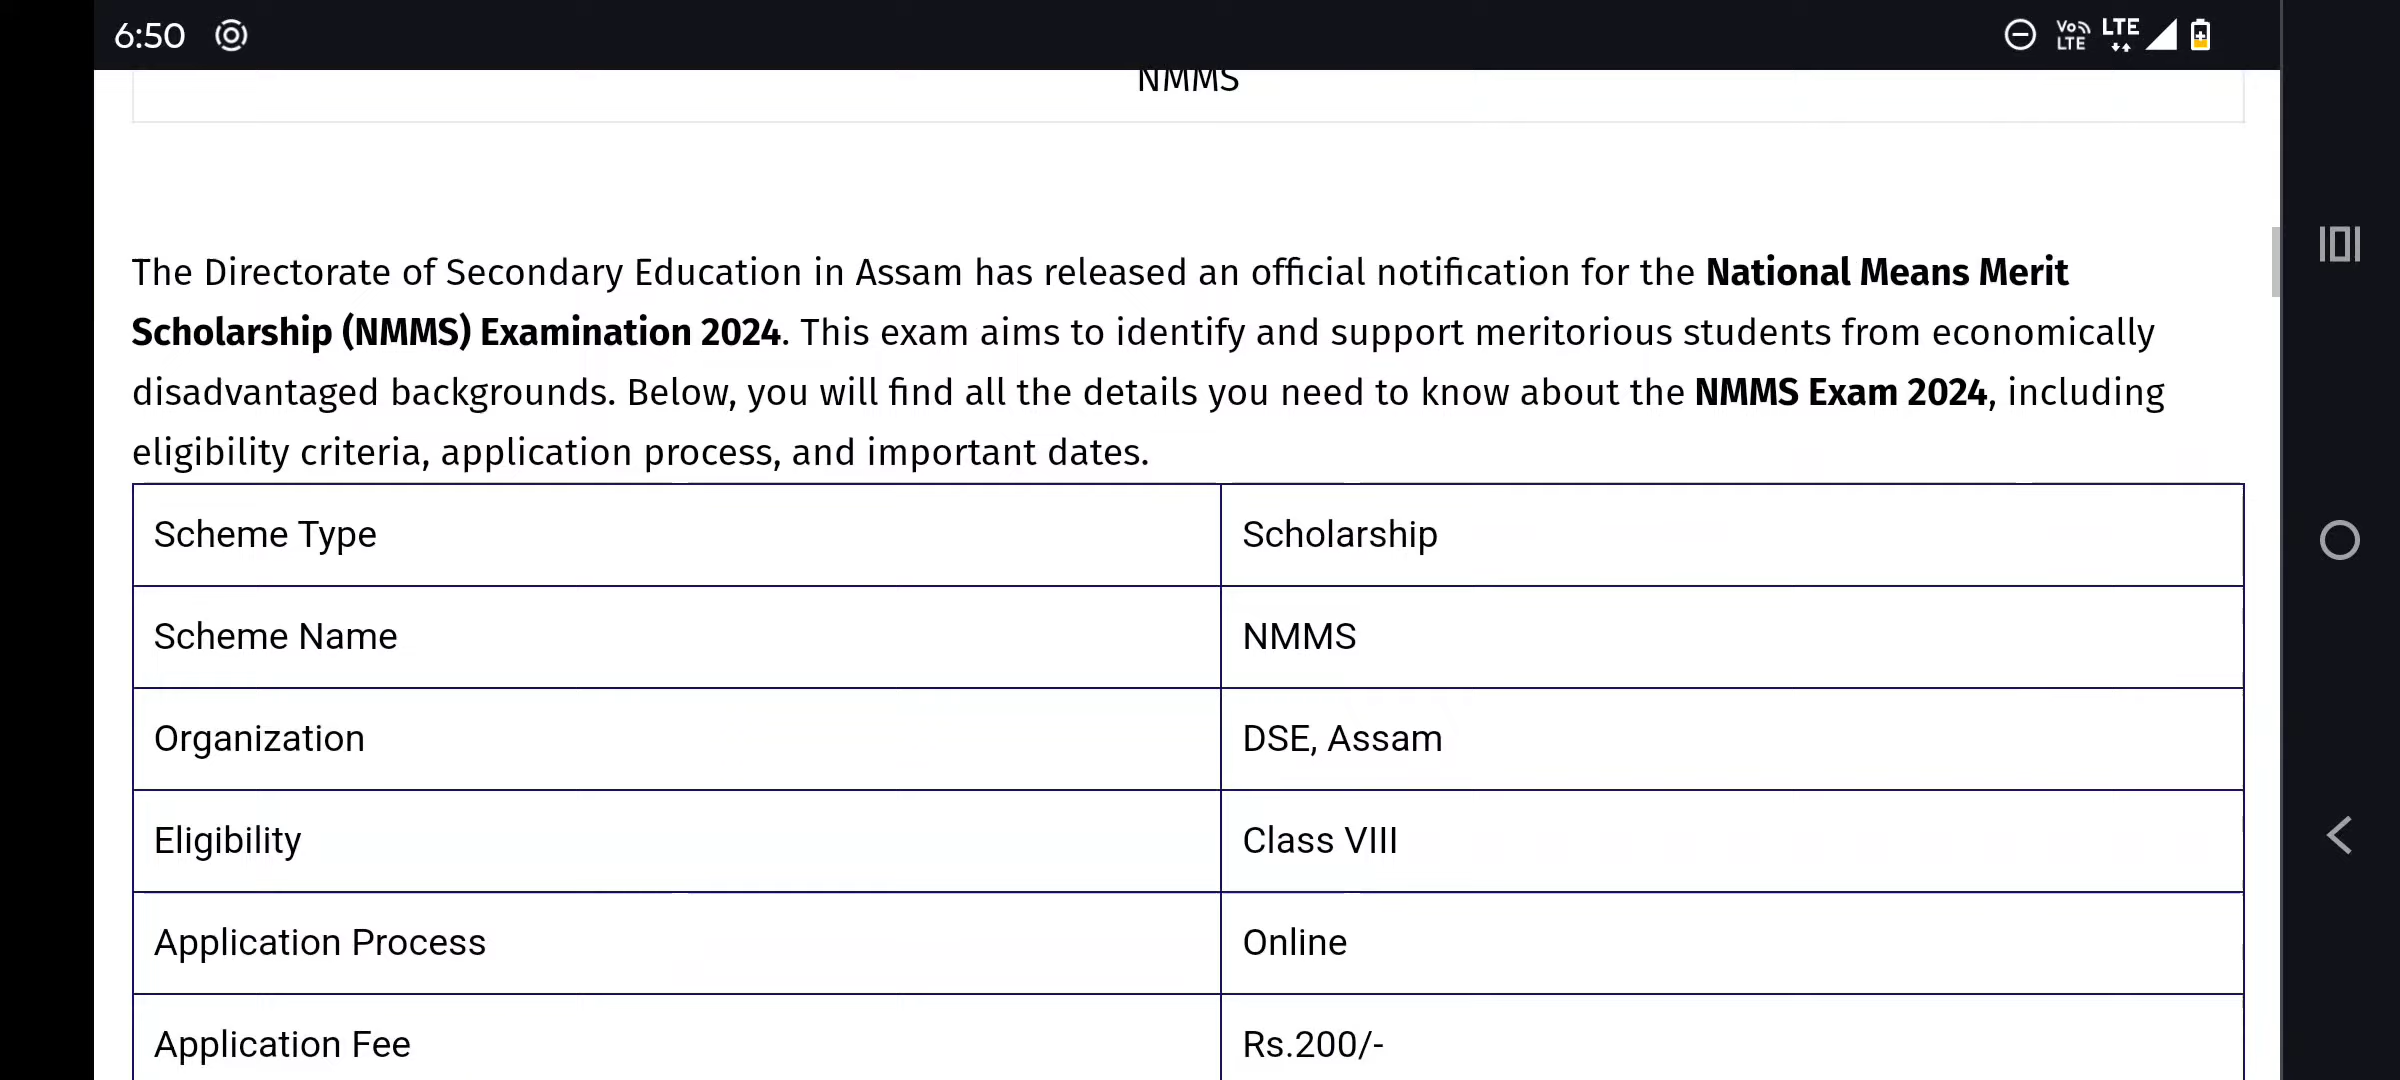 6:50
Vo LTE LTE
NMMS
The Directorate of Secondary Education in Assam has released an official notification for the National Means Merit
Scholarship (NMMS) Examination 2024. This exam aims to identify and support meritorious students from economically
disadvantaged backgrounds. Below, you will find all the details you need to know about the NMMS Exam 2024, including
eligibility criteria, application process, and important dates.
Scheme Type Scholarship
Scheme Name NMMS
Organization DSE, Assam
Eligibility Class VIII
Application Process Online
Application Fee Rs.200/-